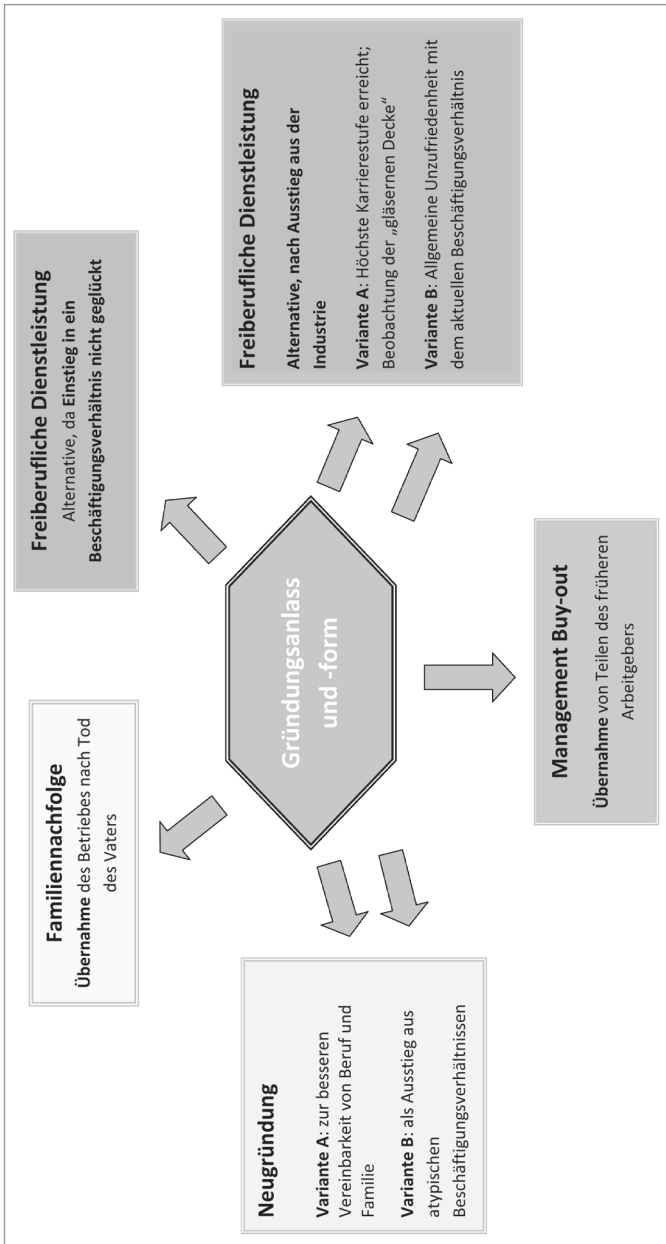 Familiennachfolge
Übernahme des Betriebes nach Tod
des Vaters
Freiberufliche Dienstleistung
Alternative, da Einstieg in ein
Beschäftigungsverhältnis nicht geglückt
Neugründung
Variante A: zur besseren
Vereinbarkeit von Beruf und
Familie
Variante B: als Ausstieg aus
atypischen
Beschäftigungsverhältnissen
Gründungsanlass
und -form
Freiberufliche Dienstleistung
Alternative, nach Ausstieg aus der
Industrie
Variante A: Höchste Karrierestufe erreicht;
Beobachtung der „gläsernen Decke“
Variante B: Allgemeine Unzufriedenheit mit
dem aktuellen Beschäftigungsverhältnis
Management Buy-out
Übernahme von Teilen des früheren
Arbeitgebers